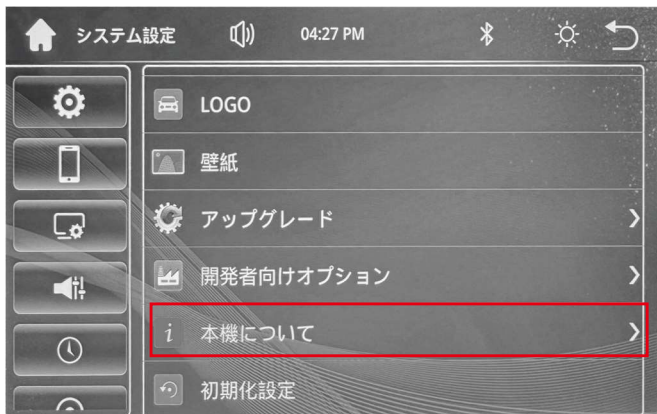 システム設定
04:27 PM
LOGO
壁紙
アップグレード
開発者向けオプション
i 本機について
初期化設定